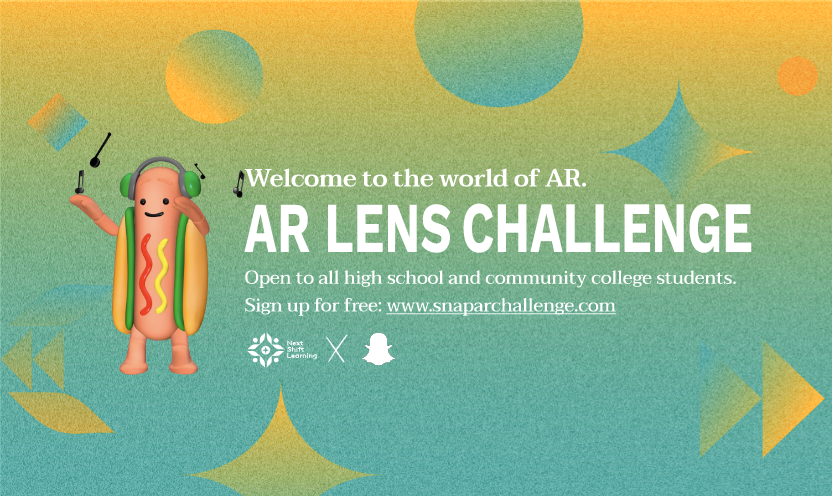 Welcome to the world of AR.
AR LENS CHALLENGE
Open to all high school and community college students.
Sign up for free: www.snaparchallenge.com
Next
Shift
Learning